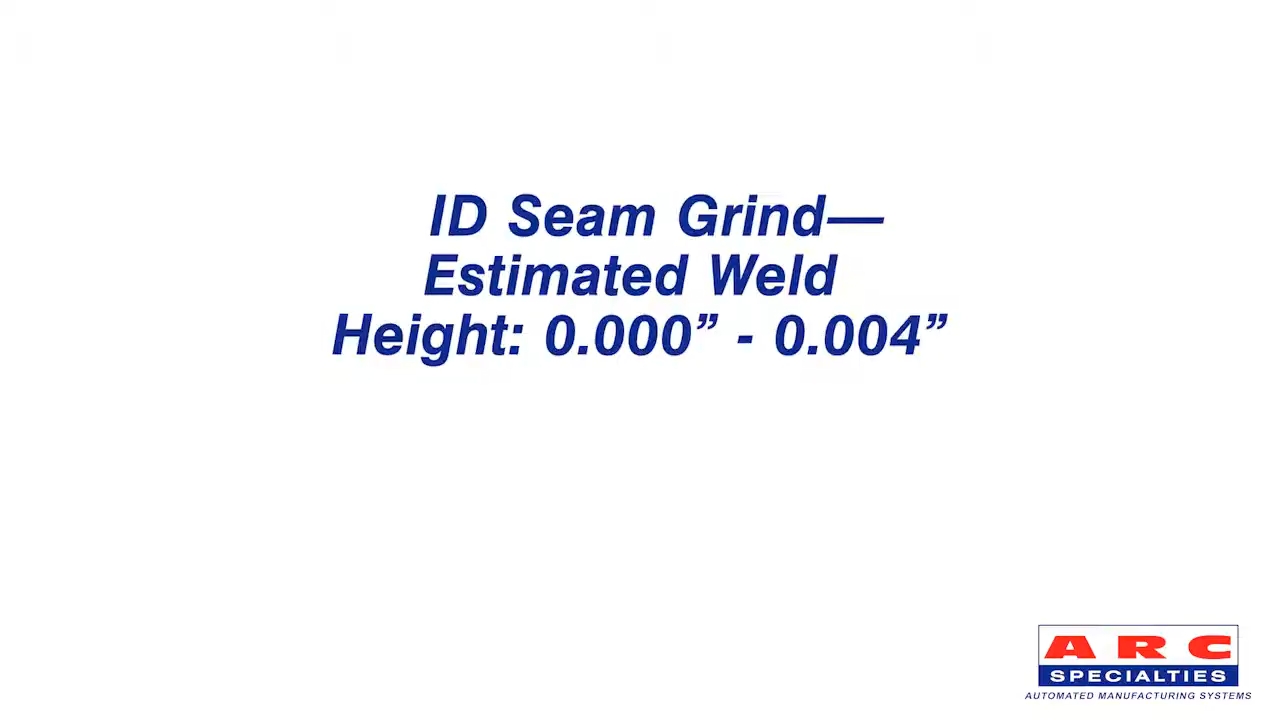 ID Seam Grind—
Estimated Weld
Height: 0.000” - 0.004”
ARC
SPECIALTIES
AUTOMATED MANUFACTURING SYSTEMS